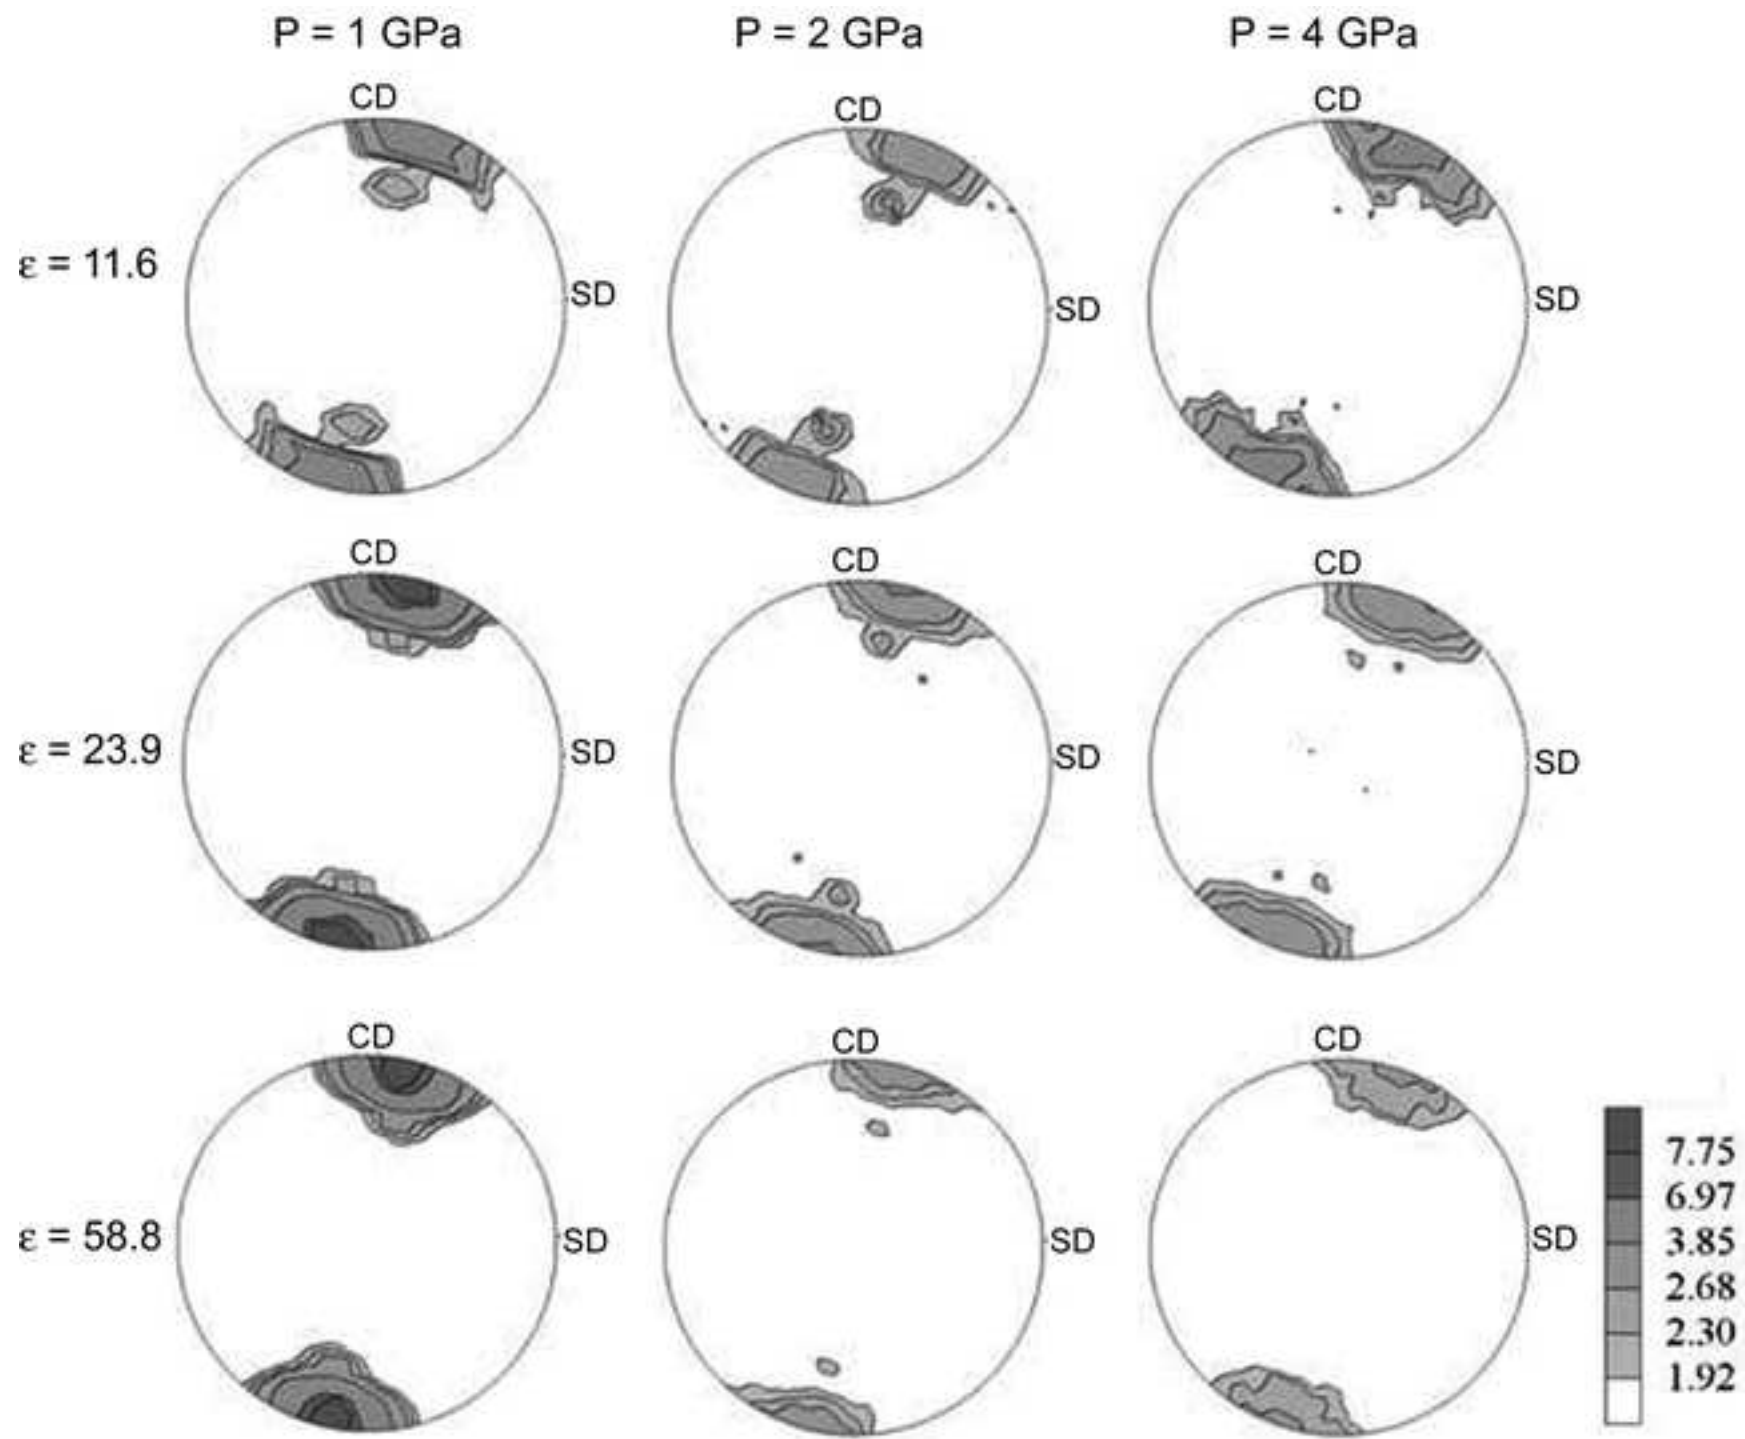 P = 1 GPa P = 2 GPa P = 4 GPa
CD CD CD
ε = 11.6 SD SD SD
CD CD CD
ε = 23.9 SD SD SD
CD CD CD
ε = 58.8 SD SD SD
7.75
6.97
3.85
2.68
2.30
1.92